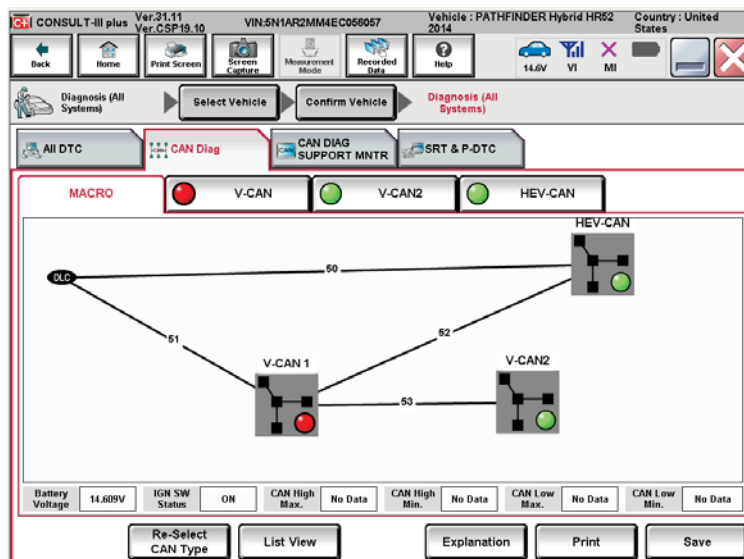 CONSULT-III plus Ver.31.11 VIN:5N1AR2MM4EC056057 Vehicle : PATHFINDER Hybrid HR52 Country : United
Ver.CSP19.10 2014 States
Back
Home
Print Screen
Screen
Capture
Measurement
Mode
Recorded
Data
Help
14.6V
VI
MI
Diagnosis (All
Systems)
Select Vehicle
Confirm Vehicle
Diagnosis (All
Systems)
All DTC
CAN Diag
CAN DIAG
SUPPORT MNTR
SRT & P-DTC
MACRO
V-CAN
V-CAN2
HEV-CAN
HEV-CAN
DLC
50
51
52
V-CAN 1
V-CAN2
53
Battery
Voltage
14.609V
IGN SW
Status
ON
CAN High
Max.
No Data
CAN High
Min.
No Data
CAN Low
Max.
No Data
CAN Low
Min.
No Data
Re-Select
CAN Type
List View
Explanation
Print
Save